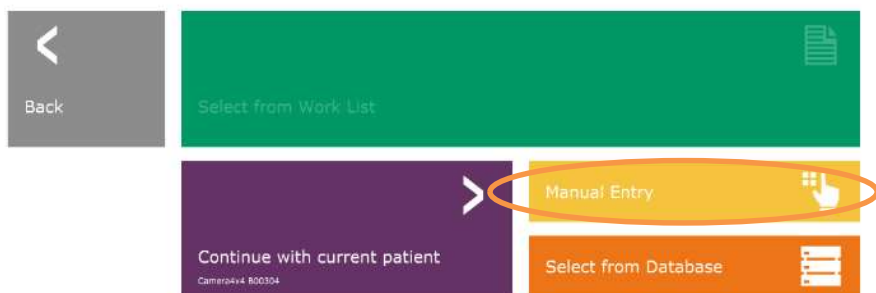 Back
Select from Work List
Manual Entry
Continue with current patient
Camera4v4 B00304
Select from Database